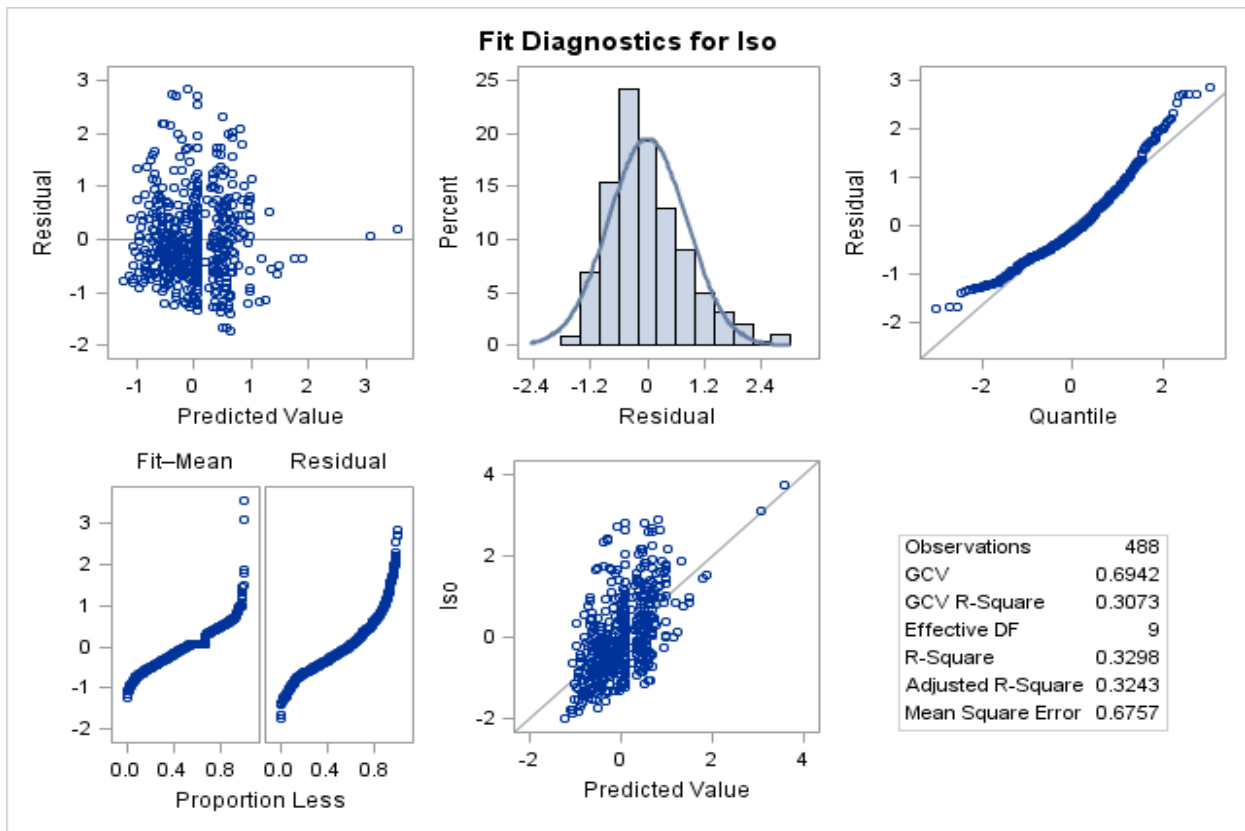 Fit Diagnostics for Iso
3
2
1
0
-1
-2
Residual
-1 0 1 2 3
Predicted Value
25
20
15
10
5
0
Percent
-2.4 -1.2 0 1.2 2.4
Residual
3
2
1
0
-1
-2
Residual
-2 0 2
Quantile
Fit–Mean Residual
3
2
1
0
-1
-2
0.0 0.4 0.8 0.0 0.4 0.8
Proportion Less
4
2
0
-2
Iso
-2 0 2 4
Predicted Value
Observations 488
GCV 0.6942
GCV R-Square 0.3073
Effective DF 9
R-Square 0.3298
Adjusted R-Square 0.3243
Mean Square Error 0.6757